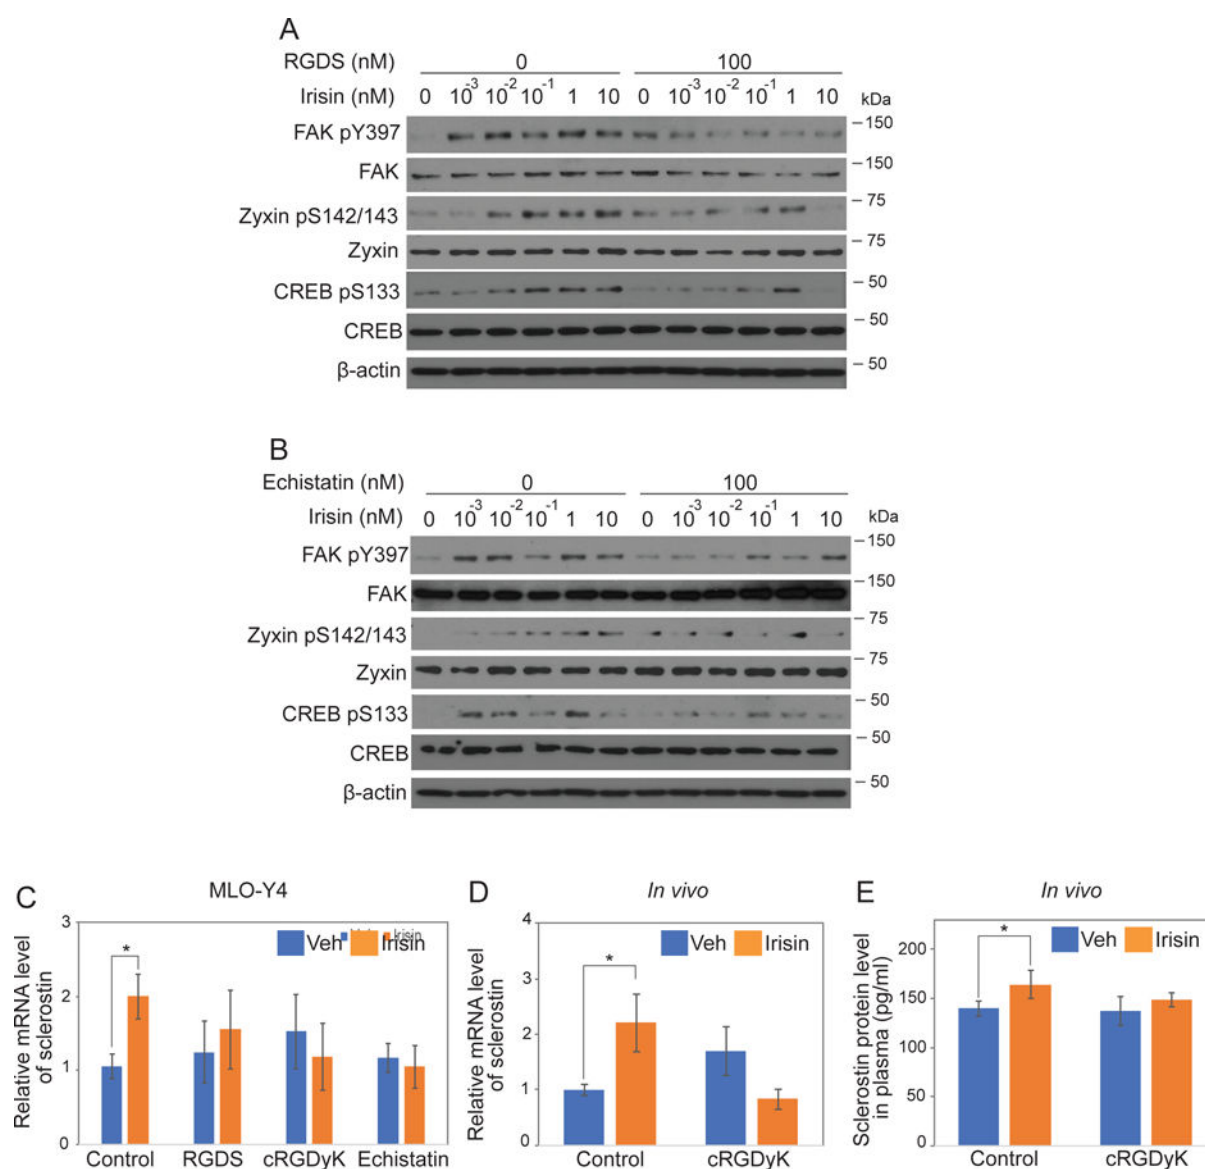 A
RGDS (nM) 0 100
Irisin (nM) 0 10⁻³ 10⁻² 10⁻¹ 1 10 0 10⁻³ 10⁻² 10⁻¹ 1 10 kDa
FAK pY397 – 150
FAK – 150
Zyxin pS142/143 – 75
Zyxin – 75
CREB pS133 – 50
CREB – 50
β-actin – 50
B
Echistatin (nM) 0 100
Irisin (nM) 0 10⁻³ 10⁻² 10⁻¹ 1 10 0 10⁻³ 10⁻² 10⁻¹ 1 10 kDa
FAK pY397 – 150
FAK – 150
Zyxin pS142/143 – 75
Zyxin – 75
CREB pS133 – 50
CREB – 50
β-actin – 50
C
MLO-Y4
Relative mRNA level
of sclerostin
3
2
1
0
Veh Irisin
*
Control RGDS cRGDyK Echistatin
D
In vivo
Relative mRNA level
of sclerostin
4
3
2
1
0
Veh Irisin
*
Control cRGDyK
E
In vivo
Sclerostin protein level
in plasma (pg/ml)
200
150
100
50
0
Veh Irisin
*
Control cRGDyK